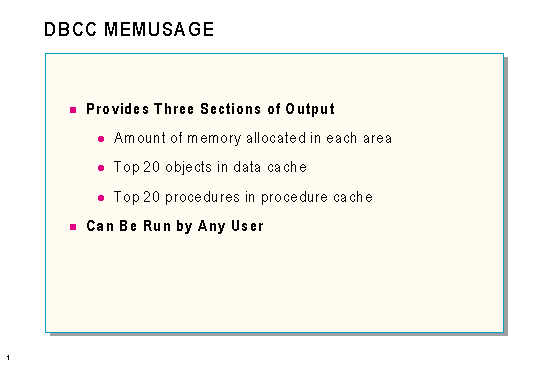 DBCC MEMUSAGE
Provides Three Sections of Output
Amount of memory allocated in each area
Top 20 objects in data cache
Top 20 procedures in procedure cache
Can Be Run by Any User
1